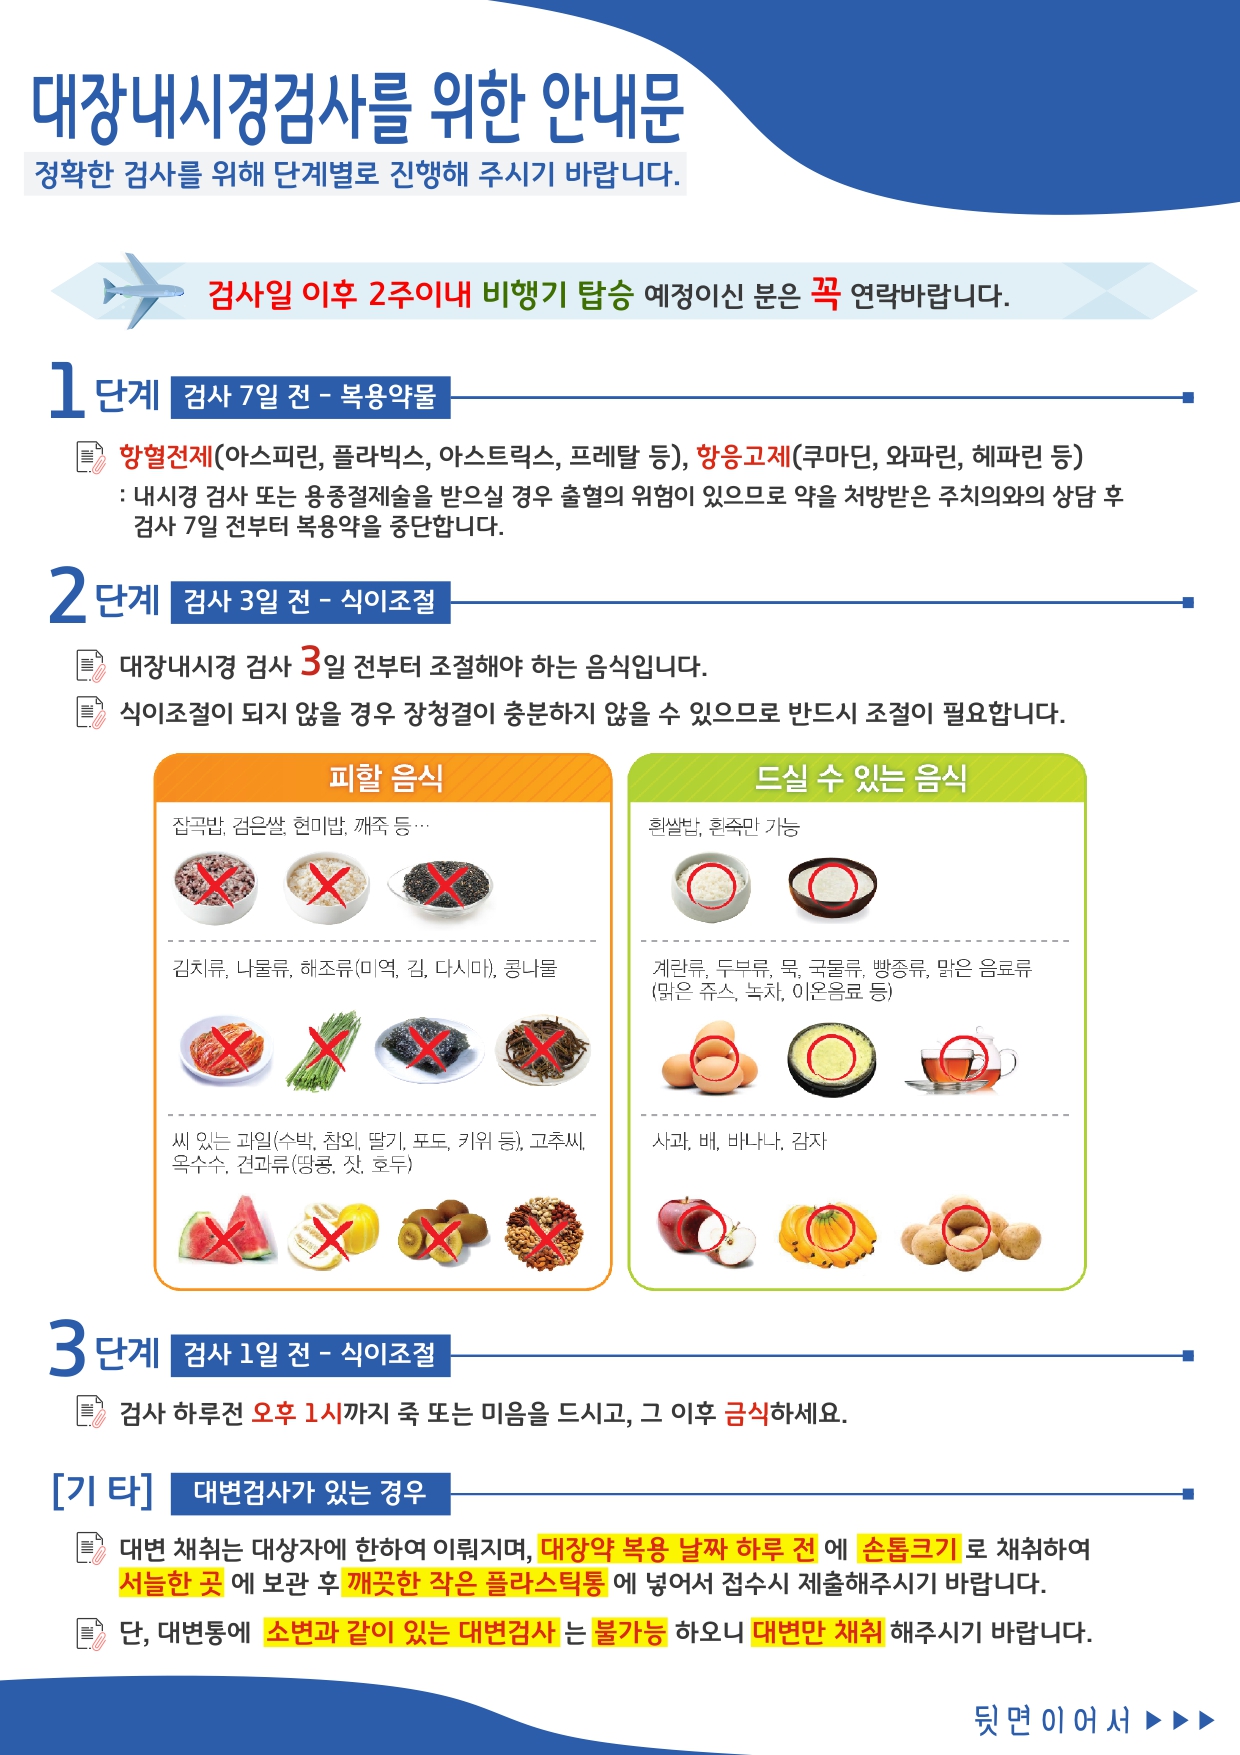 대장내시경검사를 위한 안내문
정확한 검사를 위해 단계별로 진행해 주시기 바랍니다.
검사일 이후 2주이내 비행기 탑승 예정이신 분은 꼭 연락바랍니다.
1단계 검사 7일 전 - 복용약물
항혈전제(아스피린, 플라빅스, 아스트릭스, 프레탈 등), 항응고제(쿠마딘, 와파린, 헤파린 등)
: 내시경 검사 또는 용종절제술을 받으실 경우 출혈의 위험이 있으므로 약을 처방받은 주치의와의 상담 후
검사 7일 전부터 복용약을 중단합니다.
2단계 검사 3일 전 - 식이조절
대장내시경 검사 3일 전부터 조절해야 하는 음식입니다.
식이조절이 되지 않을 경우 장청결이 충분하지 않을 수 있으므로 반드시 조절이 필요합니다.
피할 음식
잡곡밥, 검은쌀, 현미밥, 깨죽 등…
김치류, 나물류, 해조류(미역, 김, 다시마), 콩나물
씨 있는 과일(수박, 참외, 딸기, 포도, 키위 등), 고추씨,
옥수수, 견과류(땅콩, 잣, 호두)
드실 수 있는 음식
흰쌀밥, 흰죽만 가능
계란류, 두부류, 묵, 국물류, 빵종류, 맑은 음료류
(맑은 쥬스, 녹차, 이온음료 등)
사과, 배, 바나나, 감자
3단계 검사 1일 전 - 식이조절
검사 하루전 오후 1시까지 죽 또는 미음을 드시고, 그 이후 금식하세요.
[기 타] 대변검사가 있는 경우
대변 채취는 대상자에 한하여 이뤄지며, 대장약 복용 날짜 하루 전 에 손톱크기 로 채취하여
서늘한 곳 에 보관 후 깨끗한 작은 플라스틱통 에 넣어서 접수시 제출해주시기 바랍니다.
단, 대변통에 소변과 같이 있는 대변검사 는 불가능 하오니 대변만 채취 해주시기 바랍니다.
뒷면이어서 ▶▶▶